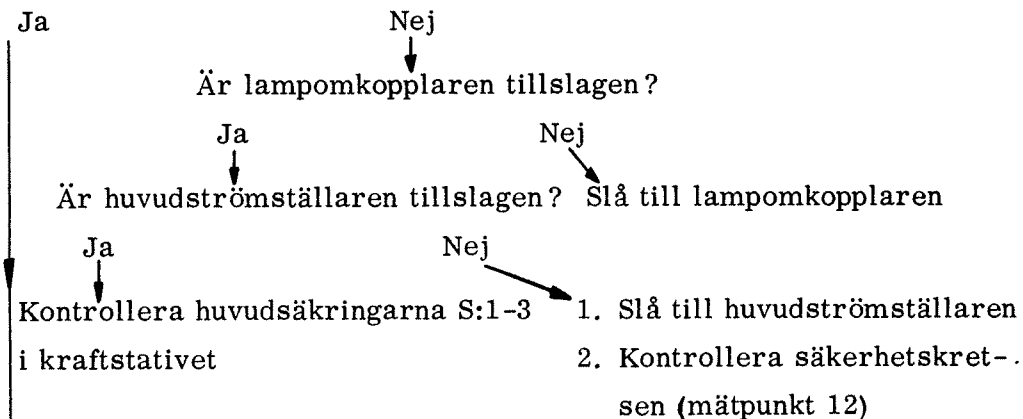 Ja Nej
Är lampomkopplaren tillslagen?
Ja Nej
Är huvudströmställaren tillslagen? Slå till lampomkopplaren
Ja Nej
Kontrollera huvudsäkringarna S:1-3 1. Slå till huvudströmställaren
i kraftstativet 2. Kontrollera säkerhetskret-
sen (mätpunkt 12)